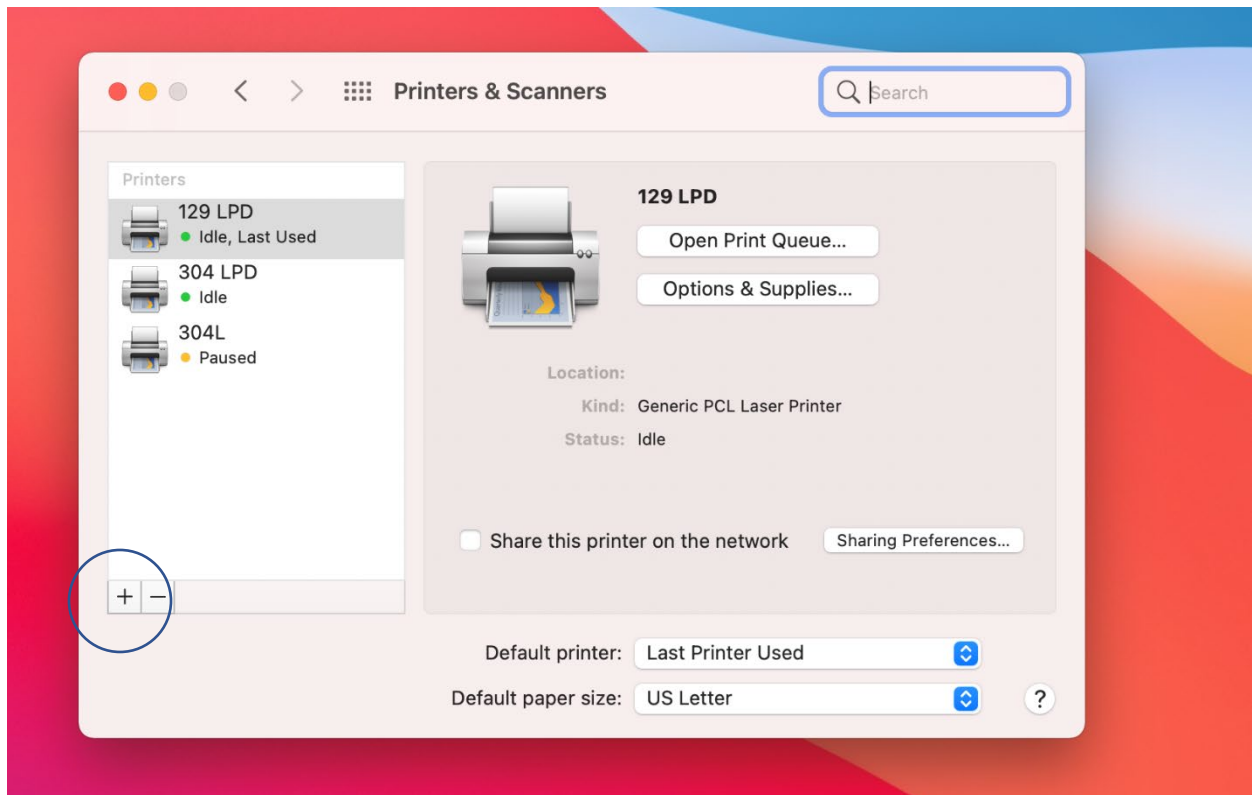 Printers & Scanners
Search
Printers
129 LPD
Idle, Last Used
304 LPD
Idle
304L
Paused
+ −
129 LPD
Open Print Queue...
Options & Supplies...
Location:
Kind: Generic PCL Laser Printer
Status: Idle
Share this printer on the network
Sharing Preferences...
Default printer: Last Printer Used
Default paper size: US Letter
?